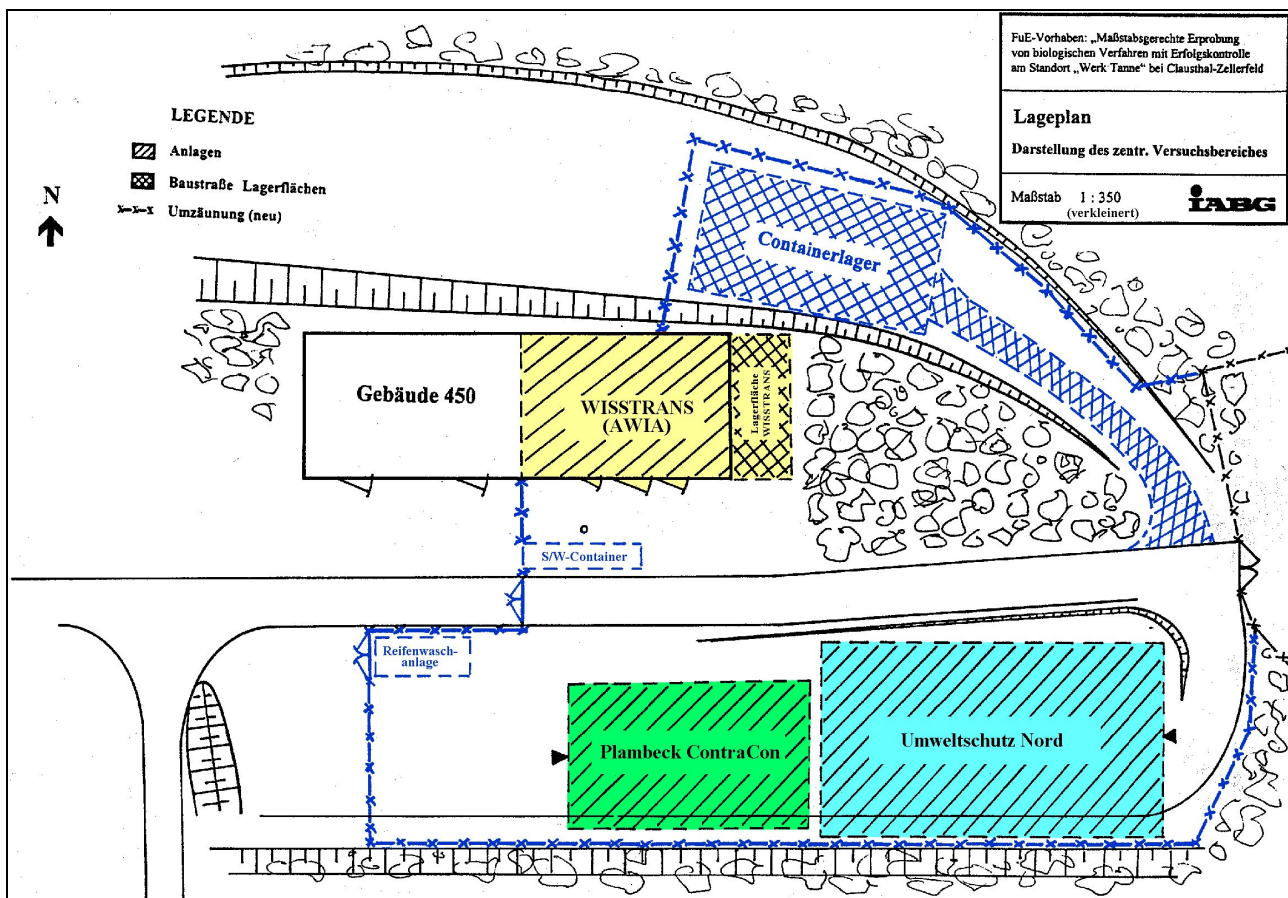 FuE-Vorhaben: „Maßstabsgerechte Erprobung
von biologischen Verfahren mit Erfolgskontrolle
am Standort „Werk Tanne“ bei Clausthal-Zellerfeld
Lageplan
Darstellung des zentr. Versuchsbereiches
Maßstab 1 : 350
(verkleinert)
IABG
LEGENDE
Anlagen
Baustraße Lagerflächen
Umzäunung (neu)
N
Containerlager
Gebäude 450
WISSTRANS
(AWIA)
Lagerfläche
WISSTRANS
S/W-Container
Reifenwasch-
anlage
Plambeck ContraCon
Umweltschutz Nord